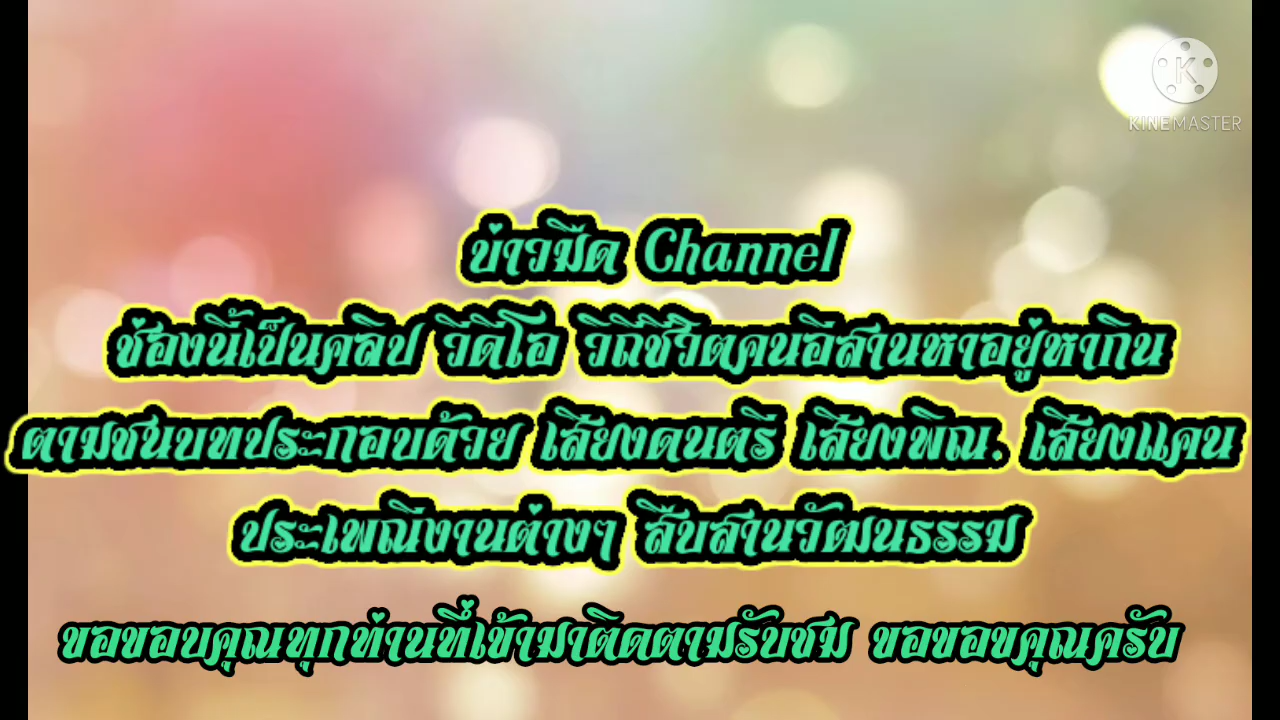 KINEMASTER
บ่าวมืด Channel
ช่องนี้เป็นคลิป วีดีโอ วิถีชีวิตคนอีสานหาอยู่หากิน
ตามชนบทประกอบด้วย เสียงดนตรี เสียงพิณ. เสียงแคน
ประเพณีงานต่างๆ สืบสานวัฒนธรรม
ขอขอบคุณทุกท่านที่เข้ามาติดตามรับชม ขอขอขคุณครับ